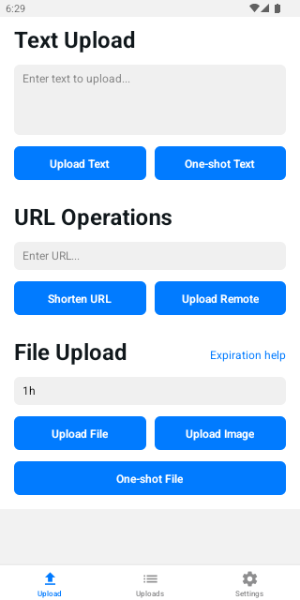 6:29
Text Upload
Enter text to upload...
Upload Text
One-shot Text
URL Operations
Enter URL...
Shorten URL
Upload Remote
File Upload
Expiration help
1h
Upload File
Upload Image
One-shot File
Upload
Uploads
Settings